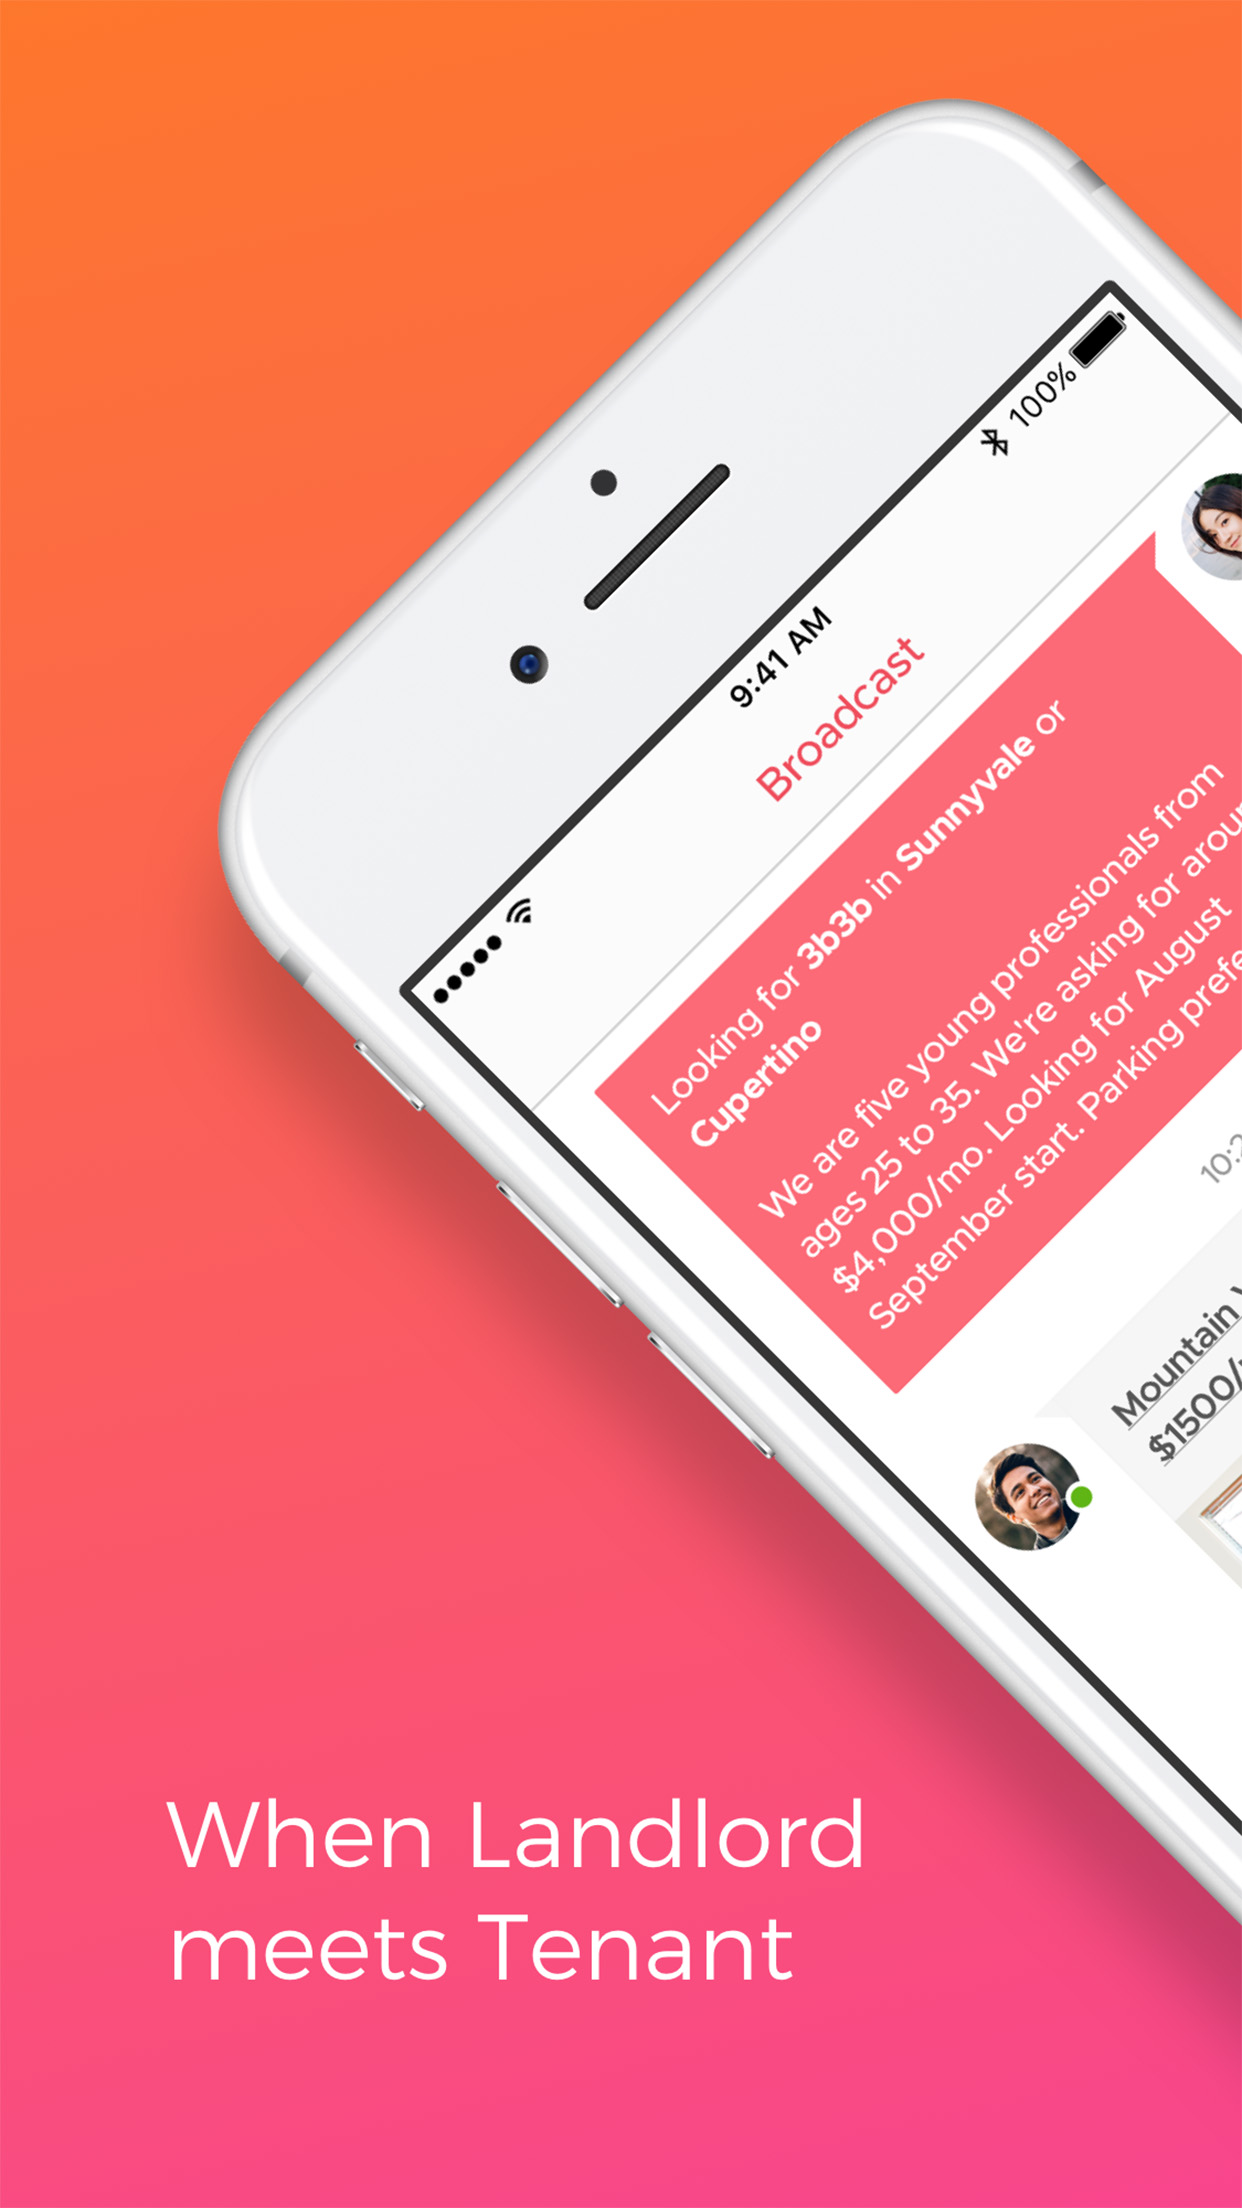 100%
9:41 AM
Broadcast
Looking for 3b3b in Sunnyvale or
Cupertino
We are five young professionals from
ages 25 to 35. We're asking for
$4,000/mo. Looking for August
September start. Parking
Mountain
$1500/
When Landlord
meets Tenant